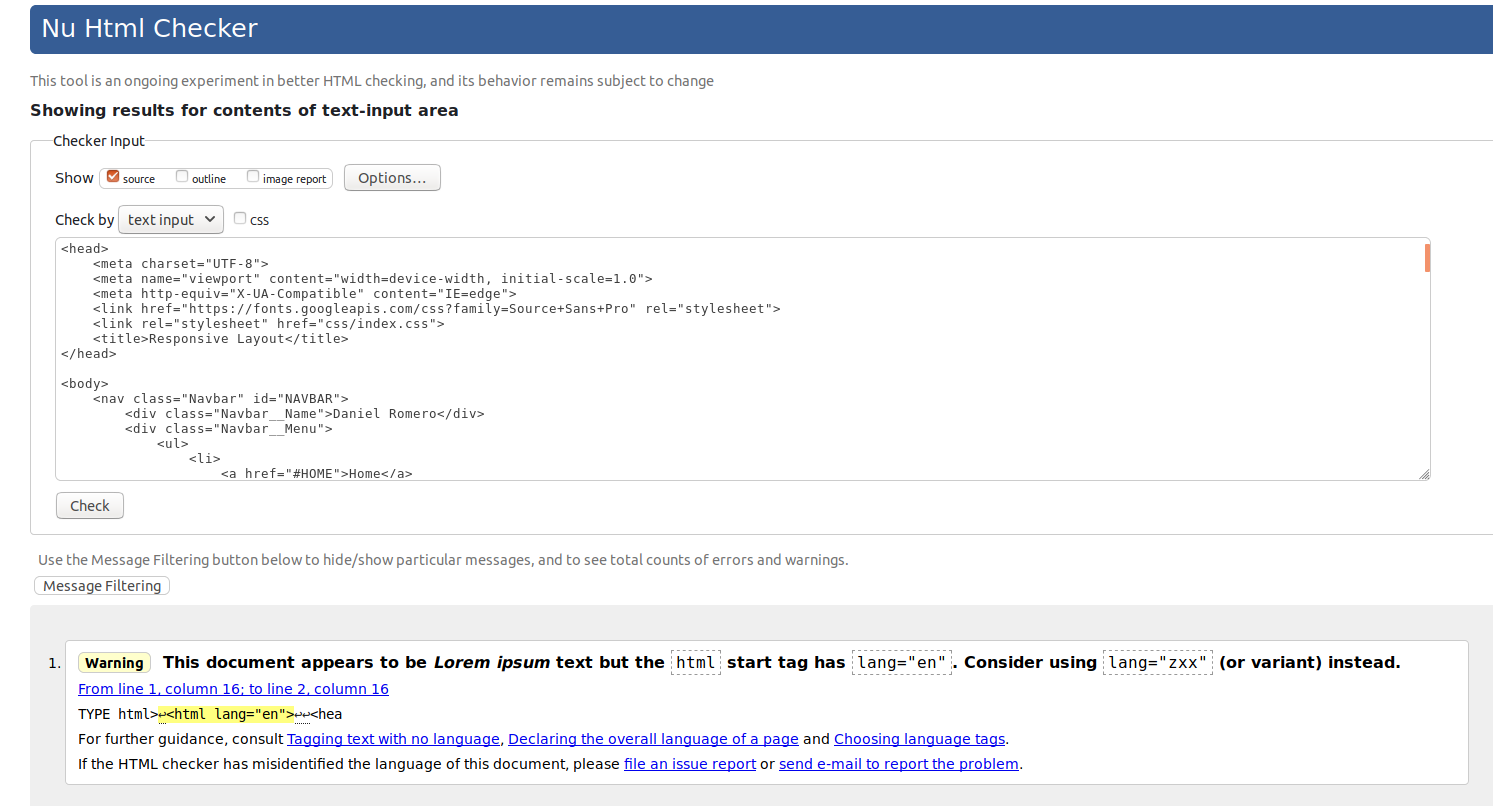 Nu Html Checker
This tool is an ongoing experiment in better HTML checking, and its behavior remains subject to change
Showing results for contents of text-input area
Checker Input
Show source outline image report Options...
Check by text input css
<head>
    <meta charset="UTF-8">
    <meta name="viewport" content="width=device-width, initial-scale=1.0">
    <meta http-equiv="X-UA-Compatible" content="IE=edge">
    <link href="https://fonts.googleapis.com/css?family=Source+Sans+Pro" rel="stylesheet">
    <link rel="stylesheet" href="css/index.css">
    <title>Responsive Layout</title>
</head>
<body>
    <nav class="Navbar" id="NAVBAR">
        <div class="Navbar__Name">Daniel Romero</div>
        <div class="Navbar__Menu">
            <ul>
                <li>
                    <a href="#HOME">Home</a>
Check
Use the Message Filtering button below to hide/show particular messages, and to see total counts of errors and warnings.
Message Filtering
1. Warning This document appears to be Lorem ipsum text but the html start tag has lang="en". Consider using lang="zxx" (or variant) instead.
From line 1, column 16; to line 2, column 16
TYPE html>↩<html lang="en">↩↩<hea
For further guidance, consult Tagging text with no language, Declaring the overall language of a page and Choosing language tags.
If the HTML checker has misidentified the language of this document, please file an issue report or send e-mail to report the problem.